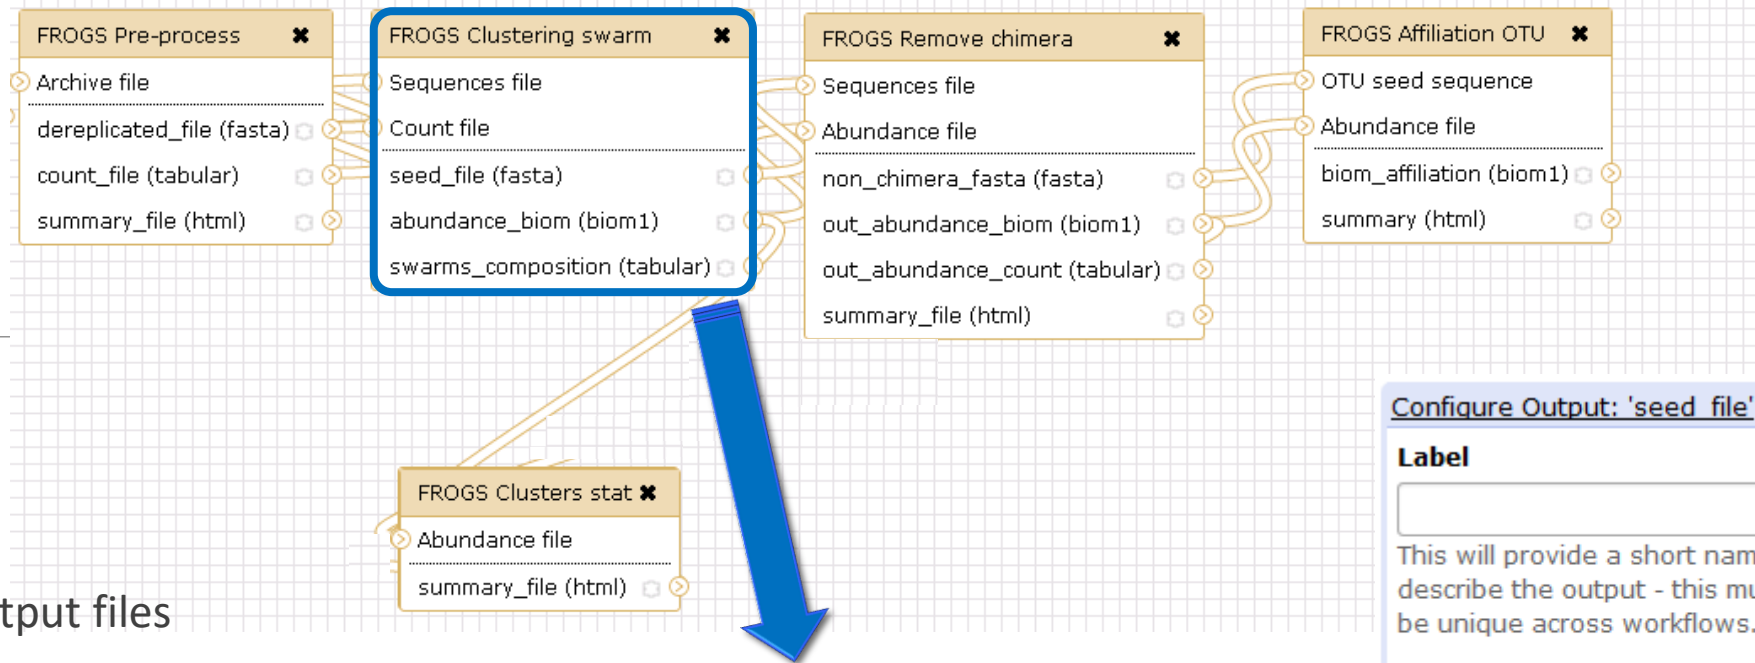 FROGS Pre-process
Archive file
dereplicated_file (fasta)
count_file (tabular)
summary_file (html)
FROGS Clustering swarm
Sequences file
Count file
seed_file (fasta)
abundance_biom (biom1)
swarms_composition (tabular)
FROGS Remove chimera
Sequences file
Abundance file
non_chimera_fasta (fasta)
out_abundance_biom (biom1)
out_abundance_count (tabular)
summary_file (html)
FROGS Affiliation OTU
OTU seed sequence
Abundance file
biom_affiliation (biom1)
summary (html)
FROGS Clusters stat
Abundance file
summary_file (html)
tput files
Configure Output: 'seed_file'
Label
This will provide a short nam
describe the output - this mu
be unique across workflows.